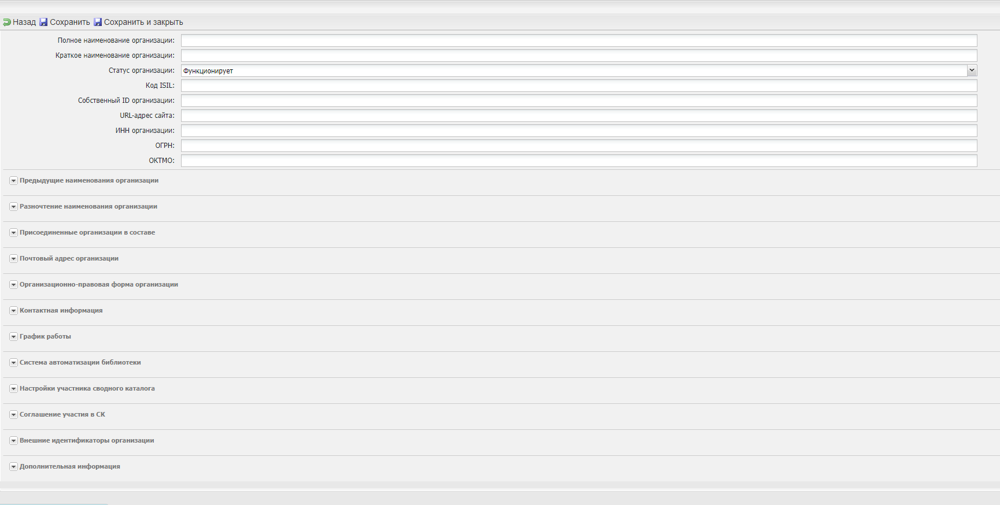 Назад Сохранить Сохранить и закрыть
Полное наименование организации:
Краткое наименование организации:
Статус организации: Функционирует
Код ISIL:
Собственный ID организации:
URL-адрес сайта:
ИНН организации:
ОГРН:
ОКТМО:
Предыдущие наименования организации
Разночтение наименования организации
Присоединенные организации в составе
Почтовый адрес организации
Организационно-правовая форма организации
Контактная информация
График работы
Система автоматизации библиотеки
Настройки участника сводного каталога
Соглашение участия в СК
Внешние идентификаторы организации
Дополнительная информация